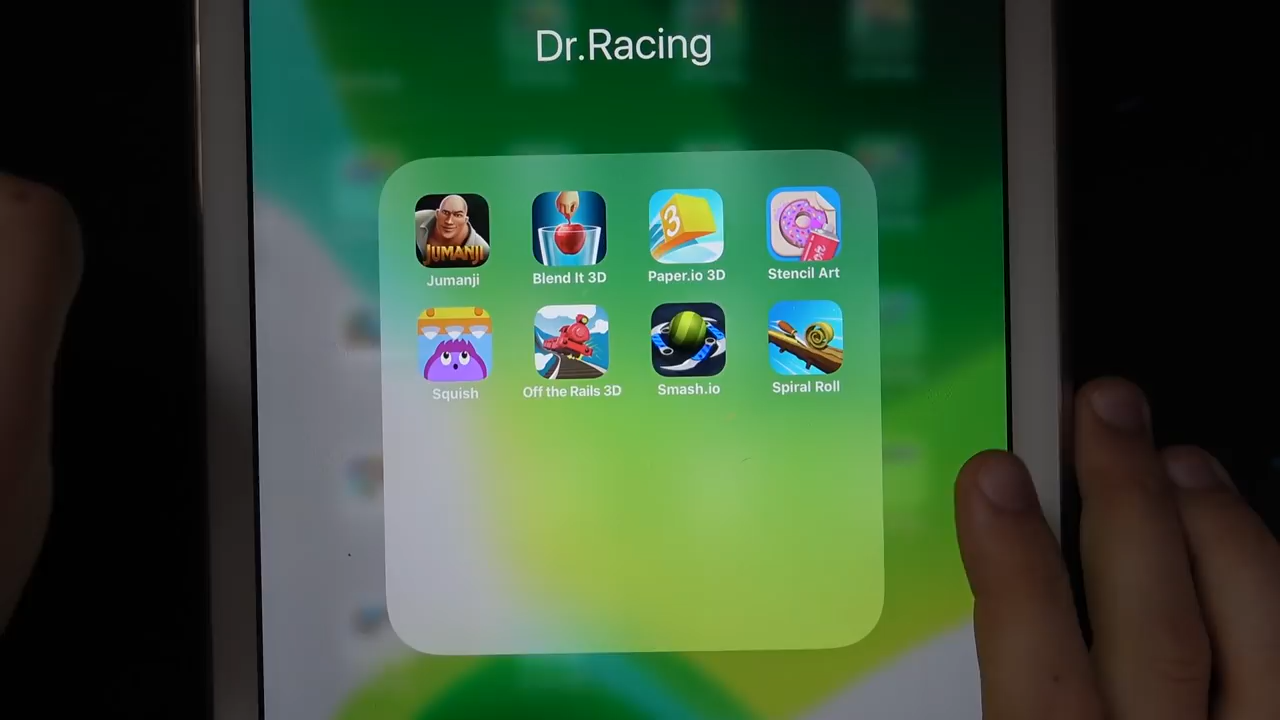 Dr.Racing
JUMANJI
3
Jumanji
Blend It 3D
Paper.io 3D
Stencil Art
Squish
Off the Rails 3D
Smash.io
Spiral Roll